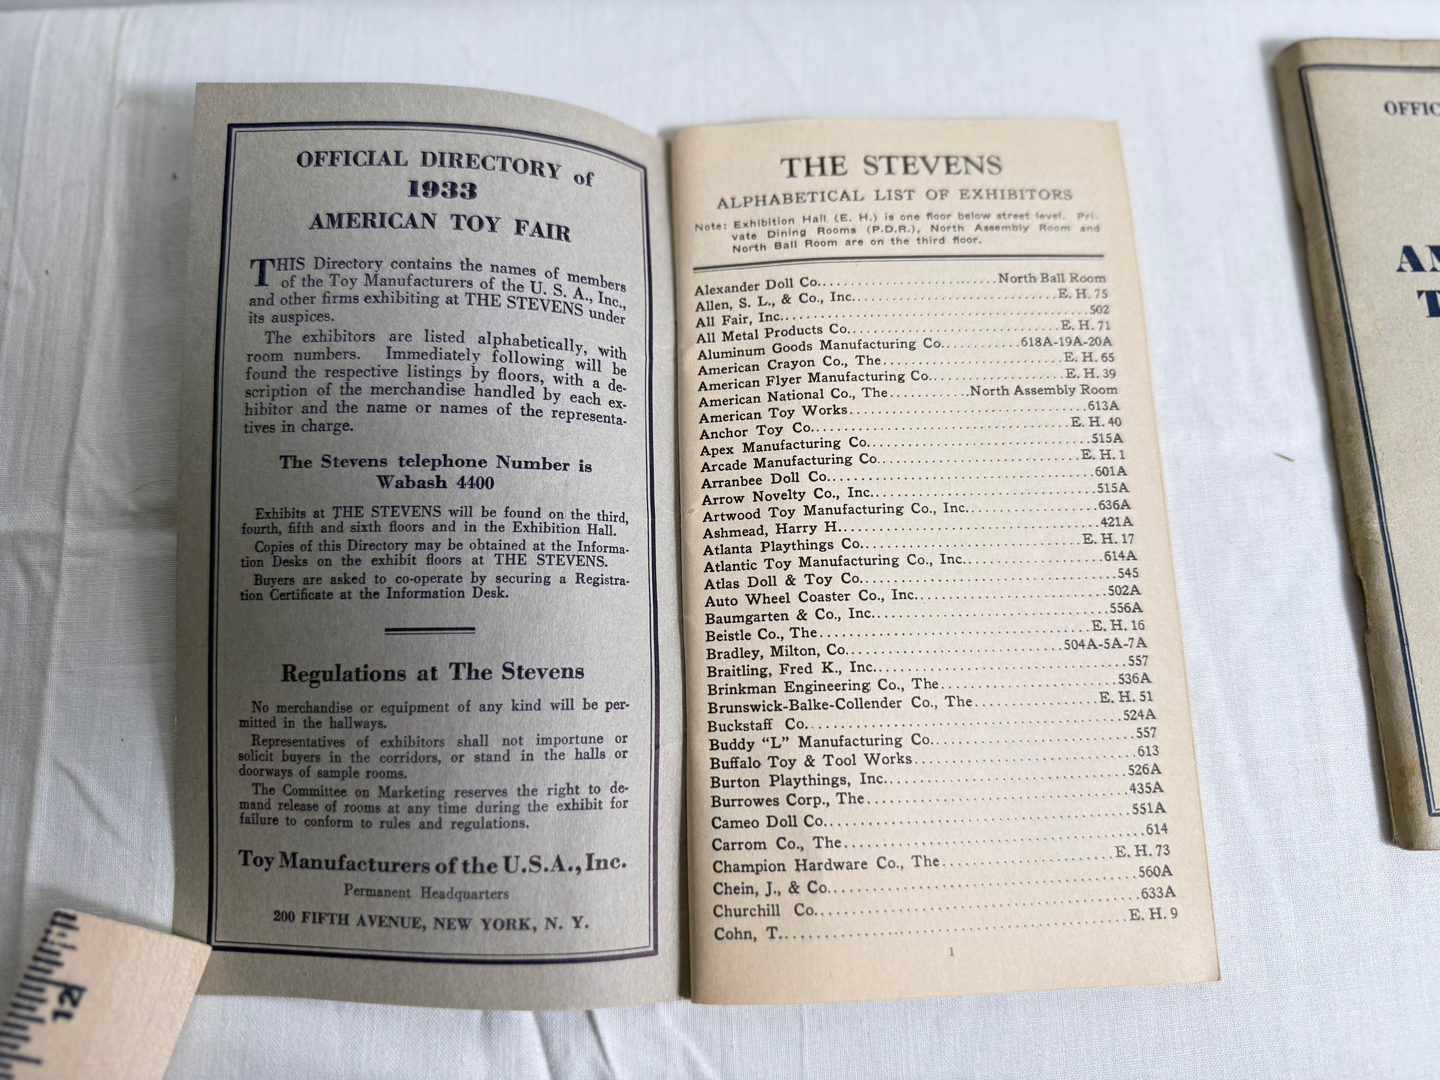 OFFICIAL DIRECTORY of
1933
AMERICAN TOY FAIR
THIS Directory contains the names of members
of the Toy Manufacturers of the U. S. A., Inc.,
and other firms exhibiting at THE STEVENS under
its auspices.
The exhibitors are listed alphabetically, with
room numbers. Immediately following will be
found the respective listings by floors, with a de-
scription of the merchandise handled by each ex-
hibitor and the name or names of the representa-
tives in charge.
The Stevens telephone Number is
Wabash 4400
Exhibits at THE STEVENS will be found on the third,
fourth, fifth and sixth floors and in the Exhibition Hall.
Copies of this Directory may be obtained at the Informa-
tion Desks on the exhibit floors at THE STEVENS.
Buyers are asked to co-operate by securing a Registra-
tion Certificate at the Information Desk.
Regulations at The Stevens
No merchandise or equipment of any kind will be per-
mitted in the hallways.
Representatives of exhibitors shall not importune or
solicit buyers in the corridors, or stand in the halls or
doorways of sample rooms.
The Committee on Marketing reserves the right to de-
mand release of rooms at any time during the exhibit for
failure to conform to rules and regulations.
Toy Manufacturers of the U.S.A., Inc.
Permanent Headquarters
200 FIFTH AVENUE, NEW YORK, N. Y.
THE STEVENS
ALPHABETICAL LIST OF EXHIBITORS
Note: Exhibition Hall (E. H.) is one floor below street level. Pri-
vate Dining Rooms (P.D.R.), North Assembly Room and
North Ball Room are on the third floor.
Alexander Doll Co. North Ball Room
Allen, S. L., & Co., Inc. E. H. 75
All Fair, Inc. 502
All Metal Products Co. E. H. 71
Aluminum Goods Manufacturing Co. 618A-19A-20A
American Crayon Co., The E. H. 65
American Flyer Manufacturing Co. E. H. 39
American National Co., The North Assembly Room
American Toy Works 613A
Anchor Toy Co. E. H. 40
Apex Manufacturing Co. 515A
Arcade Manufacturing Co. E. H. 1
Arranbee Doll Co. 601A
Arrow Novelty Co., Inc. 515A
Artwood Toy Manufacturing Co., Inc. 636A
Ashmead, Harry H. 421A
Atlanta Playthings Co. E. H. 17
Atlantic Toy Manufacturing Co., Inc. 614A
Atlas Doll & Toy Co. 545
Auto Wheel Coaster Co., Inc. 502A
Baumgarten & Co., Inc. 556A
Beistle Co., The E. H. 16
Bradley, Milton, Co. 504A-5A-7A
Braitling, Fred K., Inc. 557
Brinkman Engineering Co., The 536A
Brunswick-Balke-Collender Co., The E. H. 51
Buckstaff Co. 524A
Buddy “L” Manufacturing Co. 557
Buffalo Toy & Tool Works 613
Burton Playthings, Inc. 526A
Burrowes Corp., The 435A
Cameo Doll Co. 551A
Carrom Co., The 614
Champion Hardware Co., The E. H. 73
Chein, J., & Co. 560A
Churchill Co. 633A
Cohn, T. E. H. 9
1
OFFIC
AM
T
12